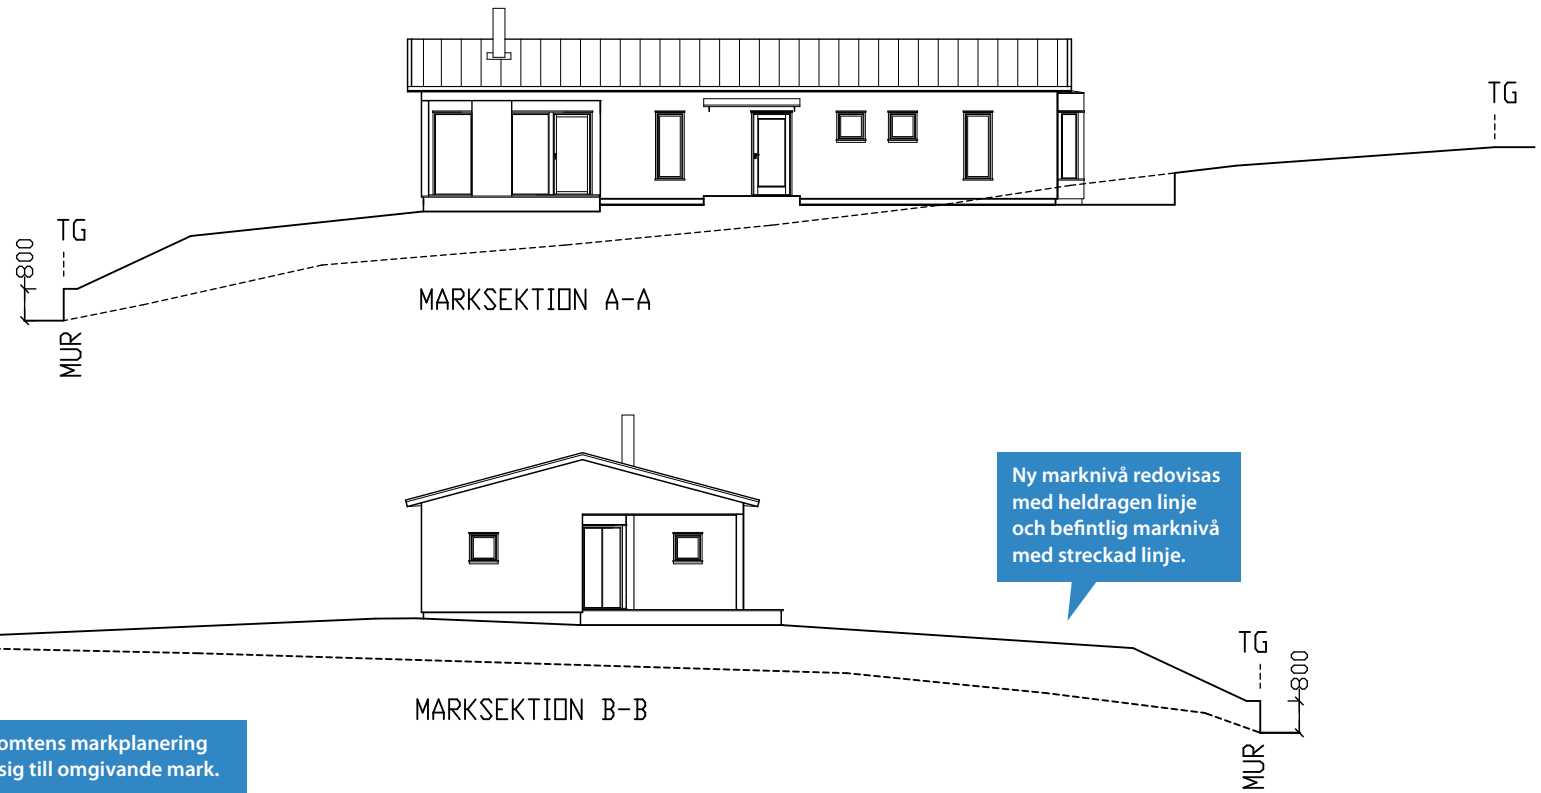 TG
TG
800
MUR
MARKSEKTION A-A
Ny marknivå redovisas
med heldragen linje
och befintlig marknivå
med streckad linje.
TG
800
MUR
MARKSEKTION B-B
omtens markplanering
sig till omgivande mark.